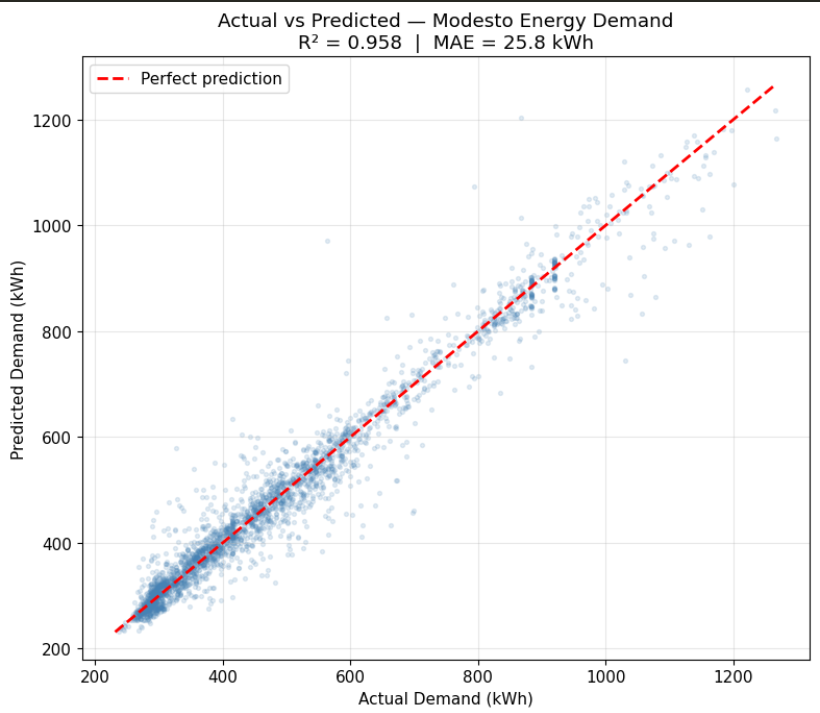 Actual vs Predicted — Modesto Energy Demand
R² = 0.958 | MAE = 25.8 kWh
Perfect prediction
1200
1000
800
600
400
200
Predicted Demand (kWh)
200 400 600 800 1000 1200
Actual Demand (kWh)